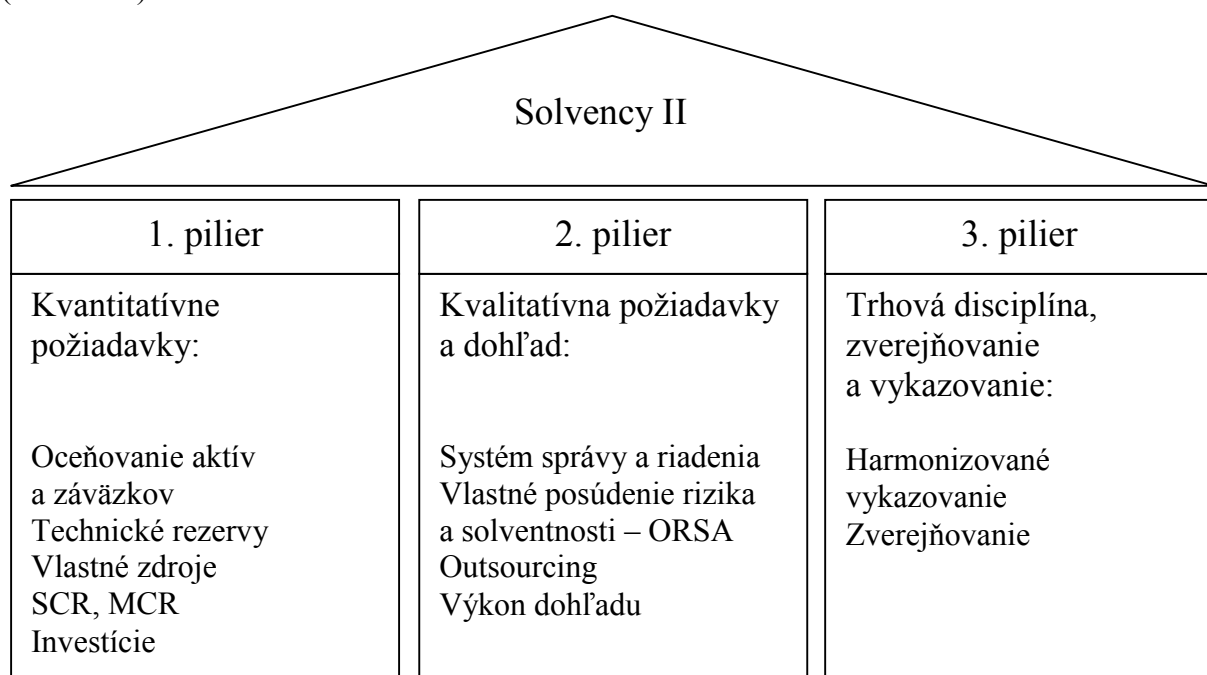 Solvency II
1. pilier
Kvantitatívne
požiadavky:
Oceňovanie aktív
a záväzkov
Technické rezervy
Vlastné zdroje
SCR, MCR
Investície
2. pilier
Kvalitatívna požiadavky
a dohľad:
Systém správy a riadenia
Vlastné posúdenie rizika
a solventnosti – ORSA
Outsourcing
Výkon dohľadu
3. pilier
Trhová disciplína,
zverejňovanie
a vykazovanie:
Harmonizované
vykazovanie
Zverejňovanie